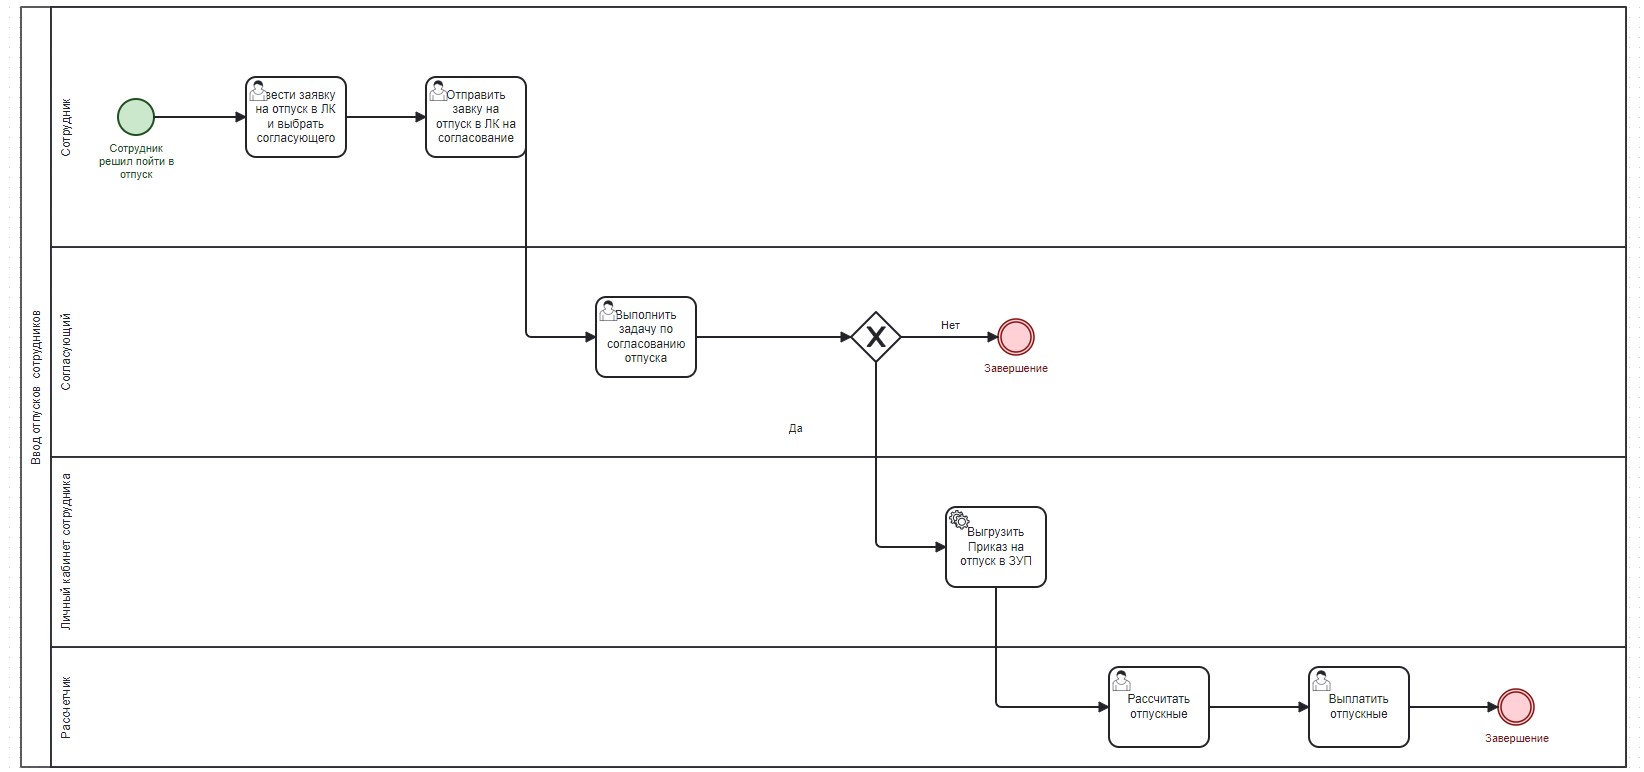 Ввод отпусков сотрудников
Сотрудник
Сотрудник
решил пойти в
отпуск
вести заявку
на отпуск в ЛК
и выбрать
согласующего
Отправить
завку на
отпуск в ЛК на
согласование
Согласующий
Выполнить
задачу по
согласованию
отпуска
X
Нет
Завершение
Да
Личный кабинет сотрудника
Выгрузить
Приказ на
отпуск в ЗУП
Рассчетчик
Рассчитать
отпускные
Выплатить
отпускные
Завершение